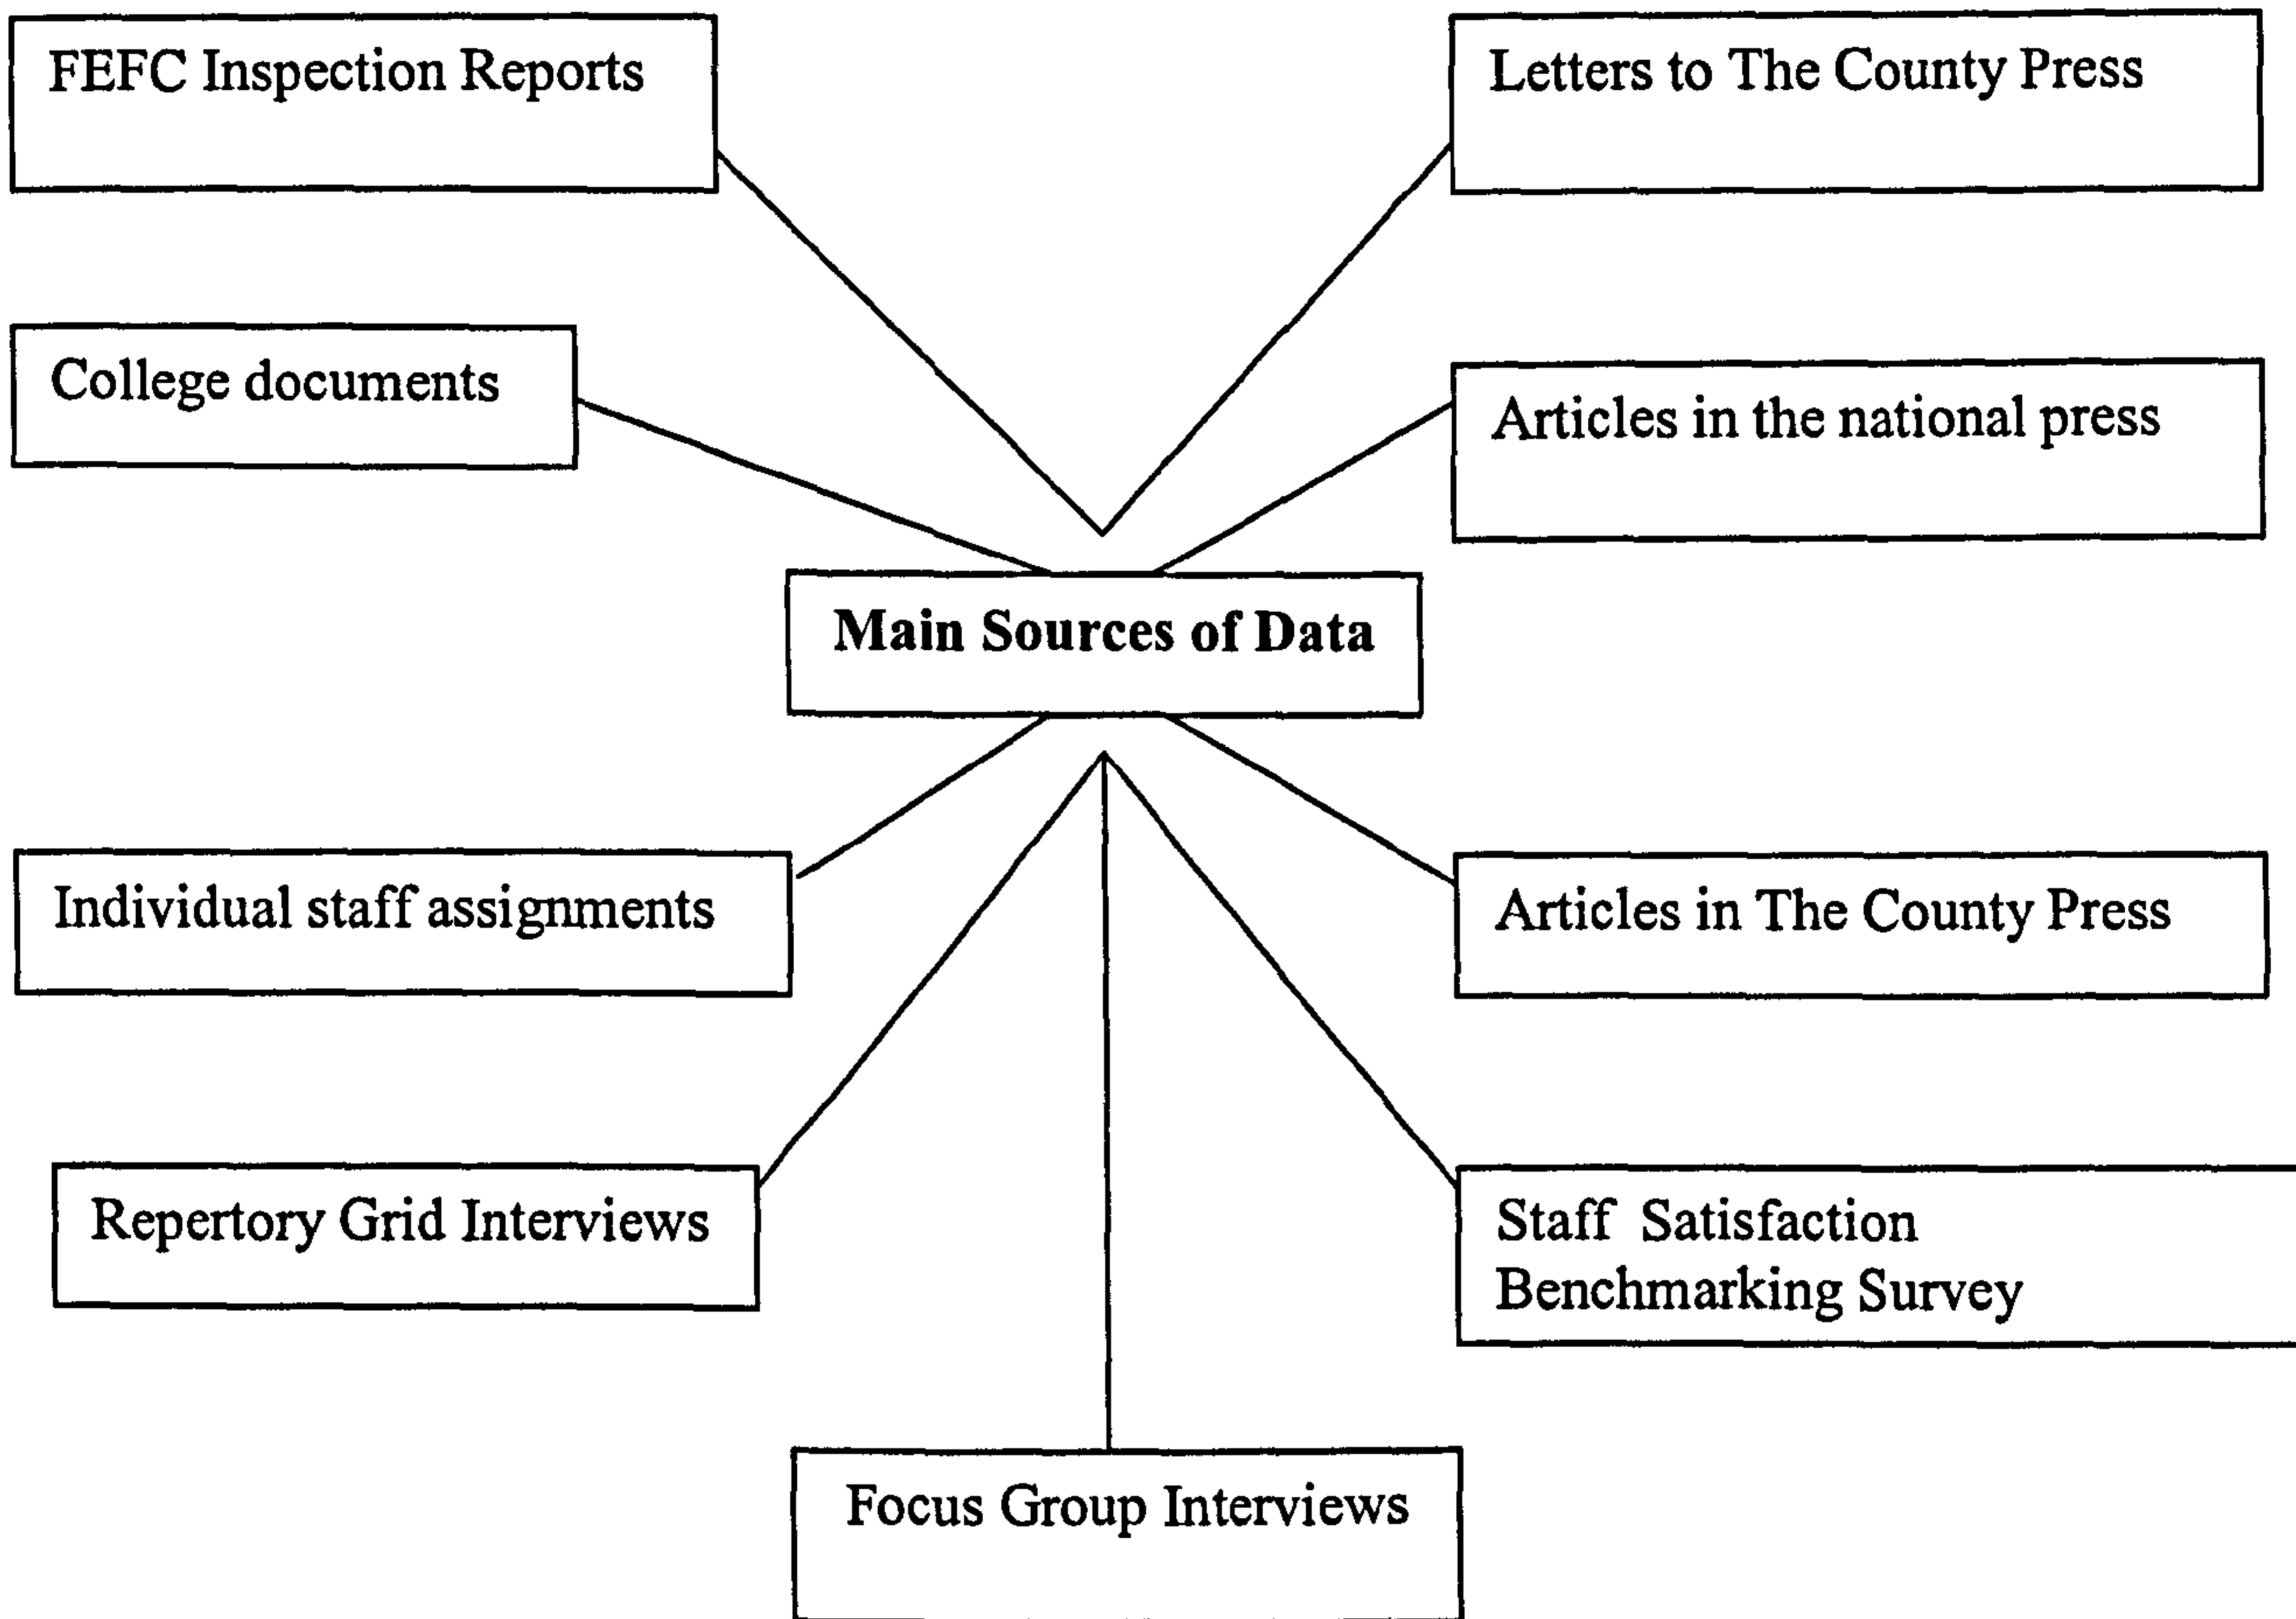 FEFC Inspection Reports
Letters to The County Press
College documents
Articles in the national press
Main Sources of Data
Individual staff assignments
Articles in The County Press
Repertory Grid Interviews
Staff Satisfaction
Benchmarking Survey
Focus Group Interviews